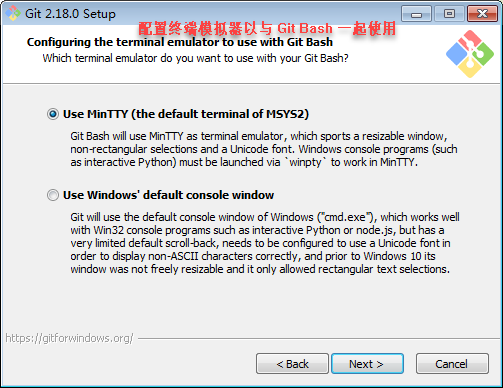 Git 2.18.0 Setup
配置终端模拟器以与 Git Bash 一起使用
Configuring the terminal emulator to use with Git Bash
Which terminal emulator do you want to use with your Git Bash?
Use MinTTY (the default terminal of MSYS2)
Git Bash will use MinTTY as terminal emulator, which sports a resizable window,
non-rectangular selections and a Unicode font. Windows console programs (such
as interactive Python) must be launched via `winpty` to work in MinTTY.
Use Windows' default console window
Git will use the default console window of Windows ("cmd.exe"), which works well
with Win32 console programs such as interactive Python or node.js, but has a
very limited default scroll-back, needs to be configured to use a Unicode font in
order to display non-ASCII characters correctly, and prior to Windows 10 its
window was not freely resizable and it only allowed rectangular text selections.
https://gitforwindows.org/
< Back
Next >
Cancel